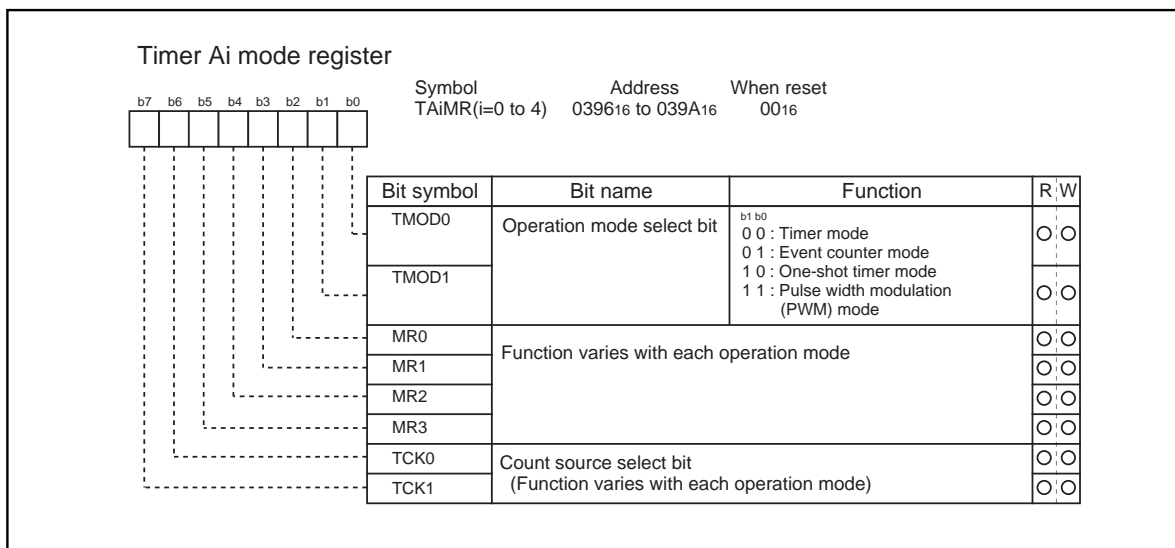 Timer Ai mode register
Symbol Address When reset
TAiMR(i=0 to 4) 039616 to 039A16 0016
b7 b6 b5 b4 b3 b2 b1 b0
Bit symbol Bit name Function R W
TMOD0 Operation mode select bit
b1 b0
0 0 : Timer mode
0 1 : Event counter mode
TMOD1
1 0 : One-shot timer mode
1 1 : Pulse width modulation
(PWM) mode
MR0
Function varies with each operation mode
MR1
MR2
MR3
TCK0
Count source select bit
(Function varies with each operation mode)
TCK1